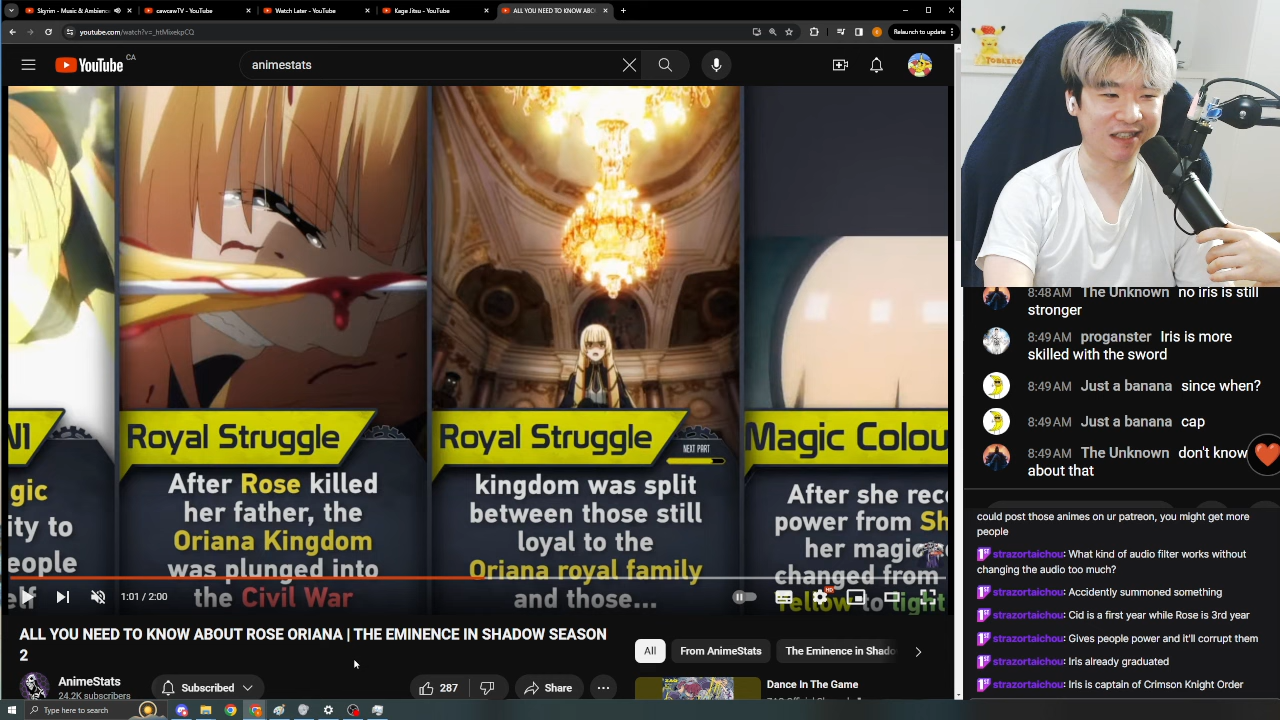 Skyrim - Music & Ambienc
cawcawTV - YouTube
Watch Later - YouTube
Kage Jitsu - YouTube
ALL YOU NEED TO KNOW ABO
youtube.com/watch?v=_htMixekpCQ
Relaunch to update
YouTube CA
animestats
TOBLERO
NI
gic
ity to
eople
elf
Royal Struggle
After Rose killed
her father, the
Oriana Kingdom
was plunged into
the Civil War
Royal Struggle
NEXT PART
kingdom was split
between those still
loyal to the
Oriana royal family
and those...
Magic Colou
After she rece
power from Sh
her magic
changed from
Yellow to light
1:01 / 2:00
HD
ALL YOU NEED TO KNOW ABOUT ROSE ORIANA | THE EMINENCE IN SHADOW SEASON
2
AnimeStats
24.2K subscribers
Subscribed
287
Share
All
From AnimeStats
The Eminence in Shado
Dance In The Game
Type here to search
8:48 AM The Unknown no iris is still
stronger
8:49 AM proganster Iris is more
skilled with the sword
8:49 AM Just a banana since when?
8:49 AM Just a banana cap
8:49 AM The Unknown don't know
about that
could post those animes on ur patreon, you might get more
people
strazortaichou: What kind of audio filter works without
changing the audio too much?
strazortaichou: Accidently summoned something
strazortaichou: Cid is a first year while Rose is 3rd year
strazortaichou: Gives people power and it'll corrupt them
strazortaichou: Iris already graduated
strazortaichou: Iris is captain of Crimson Knight Order